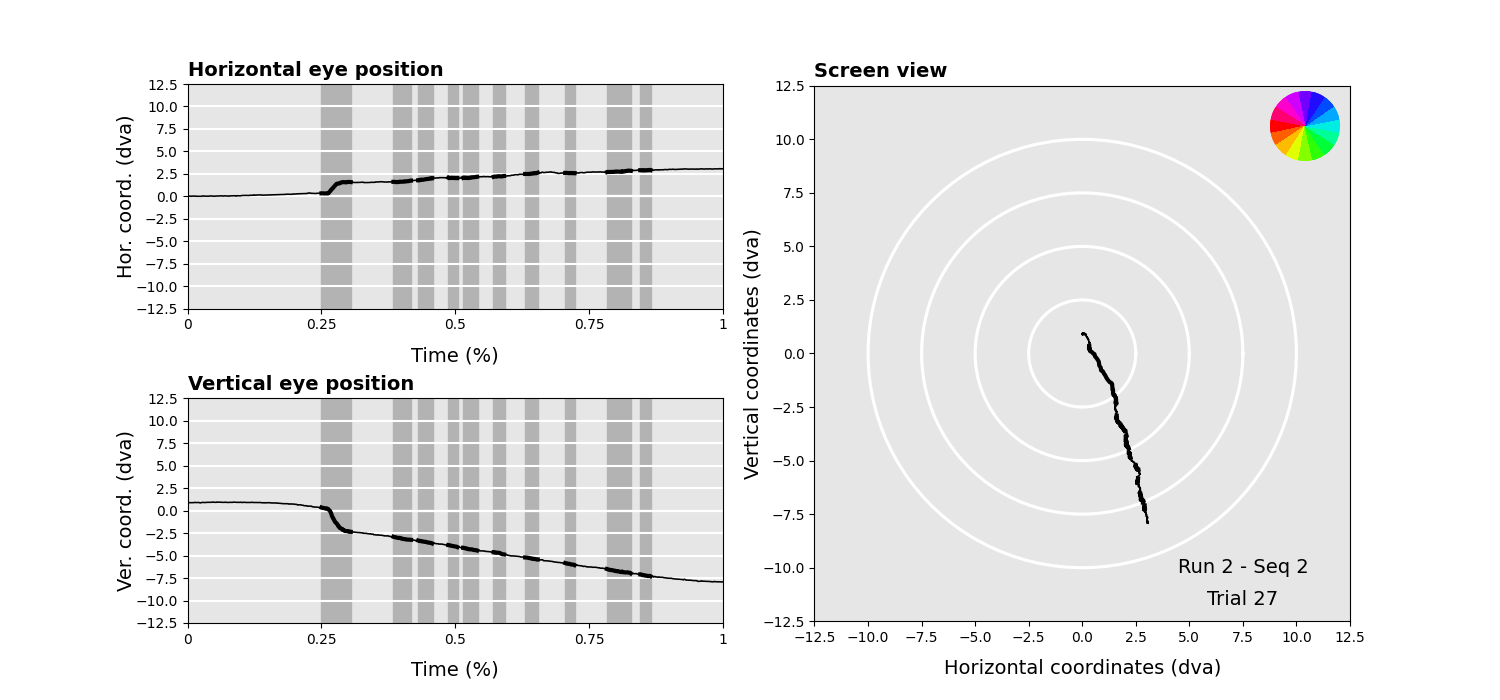 Horizontal eye position
Hor. coord. (dva)
12.5
10.0
7.5
5.0
2.5
0.0
−2.5
−5.0
−7.5
−10.0
−12.5
0 0.25 0.5 0.75 1
Time (%)
Vertical eye position
Ver. coord. (dva)
12.5
10.0
7.5
5.0
2.5
0.0
−2.5
−5.0
−7.5
−10.0
−12.5
0 0.25 0.5 0.75 1
Time (%)
Screen view
Vertical coordinates (dva)
12.5
10.0
7.5
5.0
2.5
0.0
−2.5
−5.0
−7.5
−10.0
−12.5
Run 2 - Seq 2
Trial 27
−12.5 −10.0 −7.5 −5.0 −2.5 0.0 2.5 5.0 7.5 10.0 12.5
Horizontal coordinates (dva)